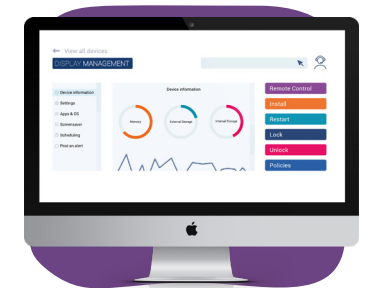 ← View all devices
DISPLAY MANAGEMENT
Device information
Settings
Apps & OS
Screensaver
Scheduling
Post an alert
Device information
Memory
External Storage
Internal Storage
Remote Control
Install
Restart
Lock
Unlock
Policies